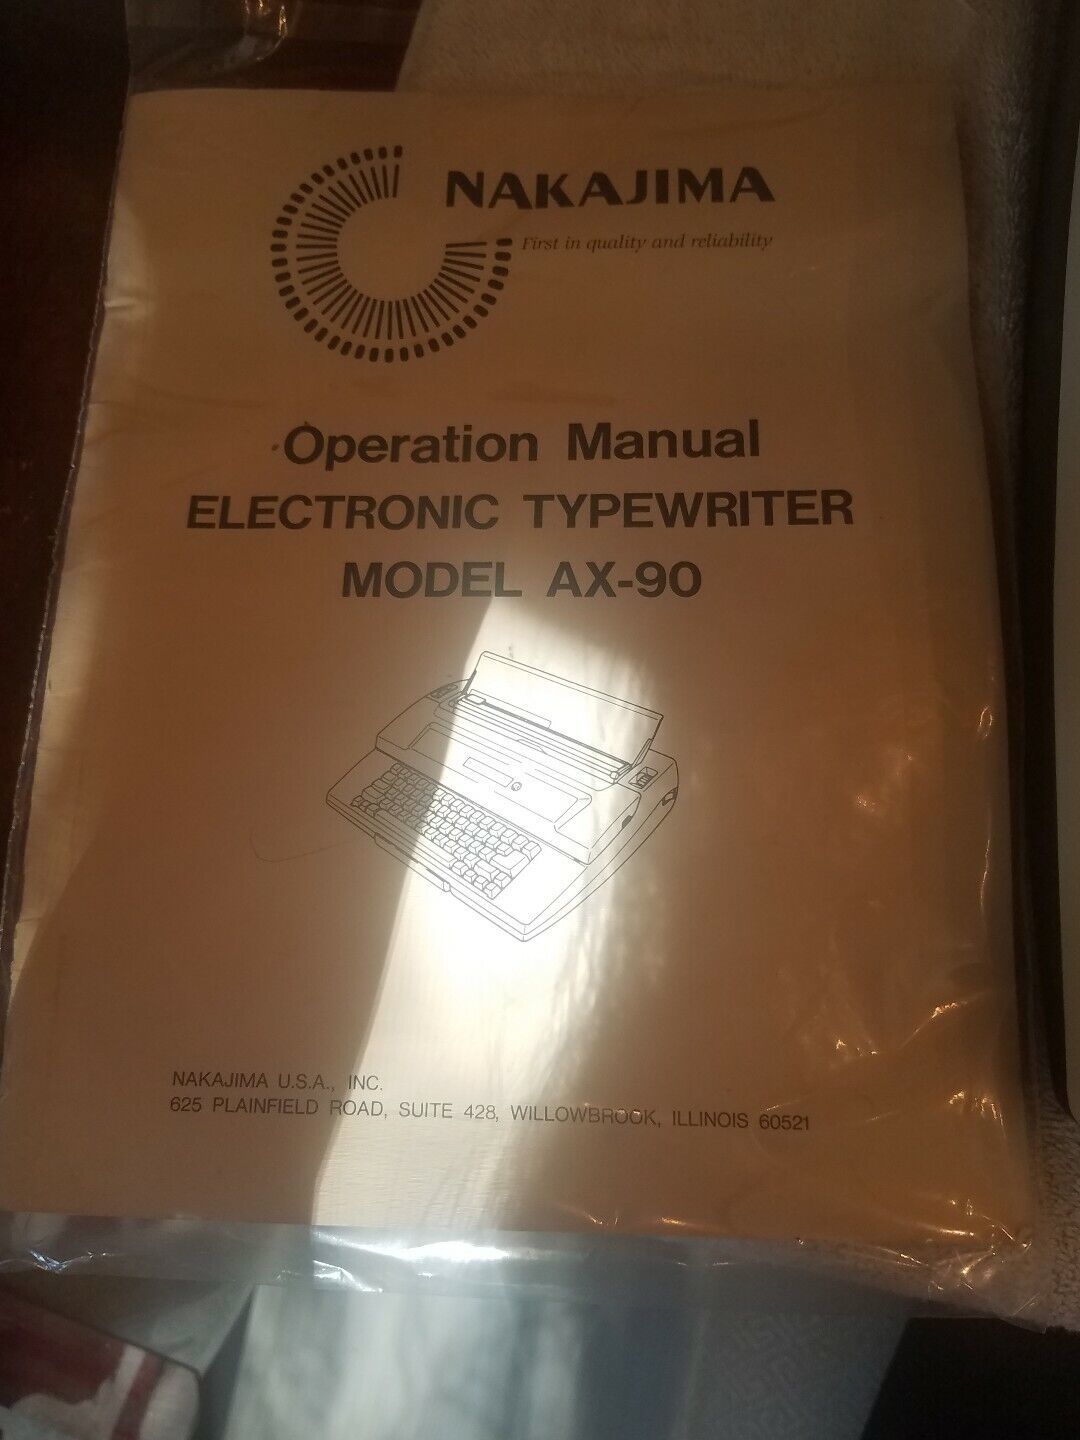 NAKAJIMA
First in quality and reliability
Operation Manual
ELECTRONIC TYPEWRITER
MODEL AX-90
NAKAJIMA U.S.A., INC.
625 PLAINFIELD ROAD, SUITE 428, WILLOWBROOK, ILLINOIS 60521